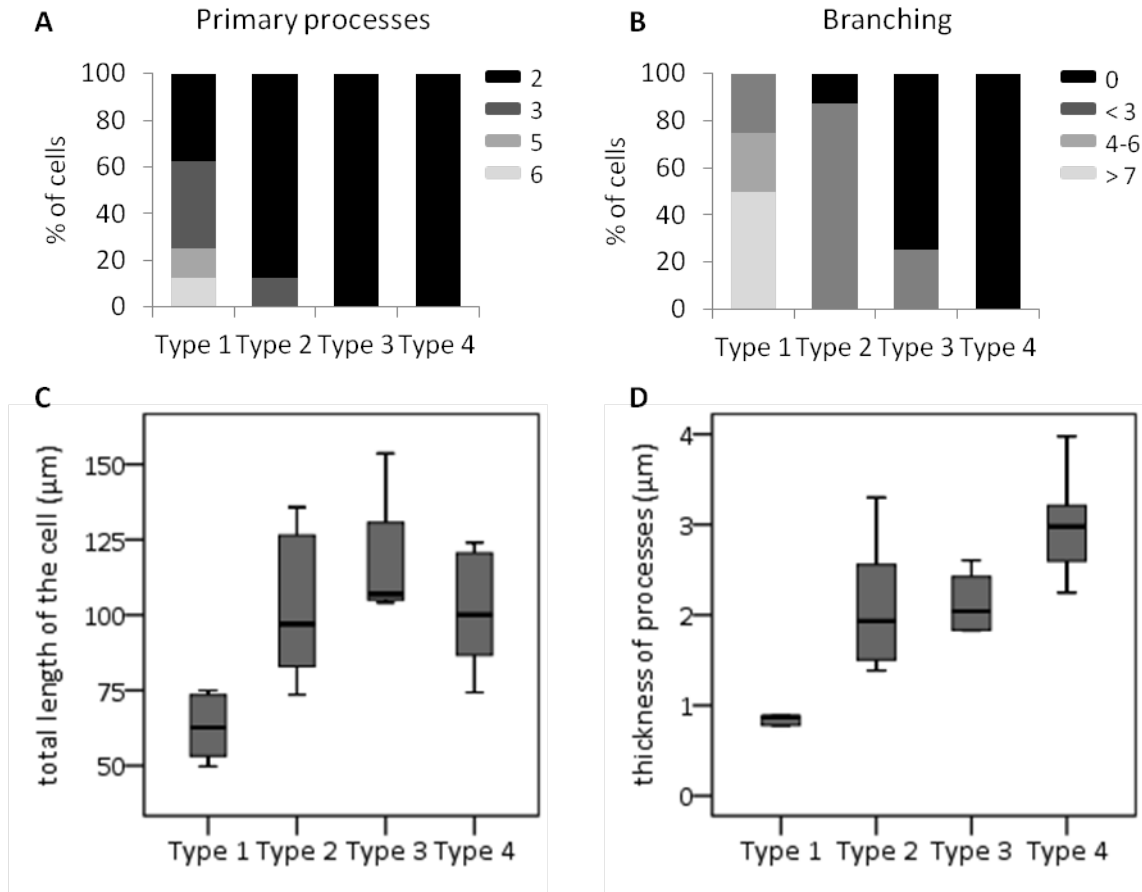 A
Primary processes
% of cells
100
80
60
40
20
0
2
3
5
6
Type 1 Type 2 Type 3 Type 4
B
Branching
% of cells
100
80
60
40
20
0
0
< 3
4-6
> 7
Type 1 Type 2 Type 3 Type 4
C
total length of the cell (μm)
150
125
100
75
50
Type 1 Type 2 Type 3 Type 4
D
thickness of processes (μm)
4
3
2
1
0
Type 1 Type 2 Type 3 Type 4